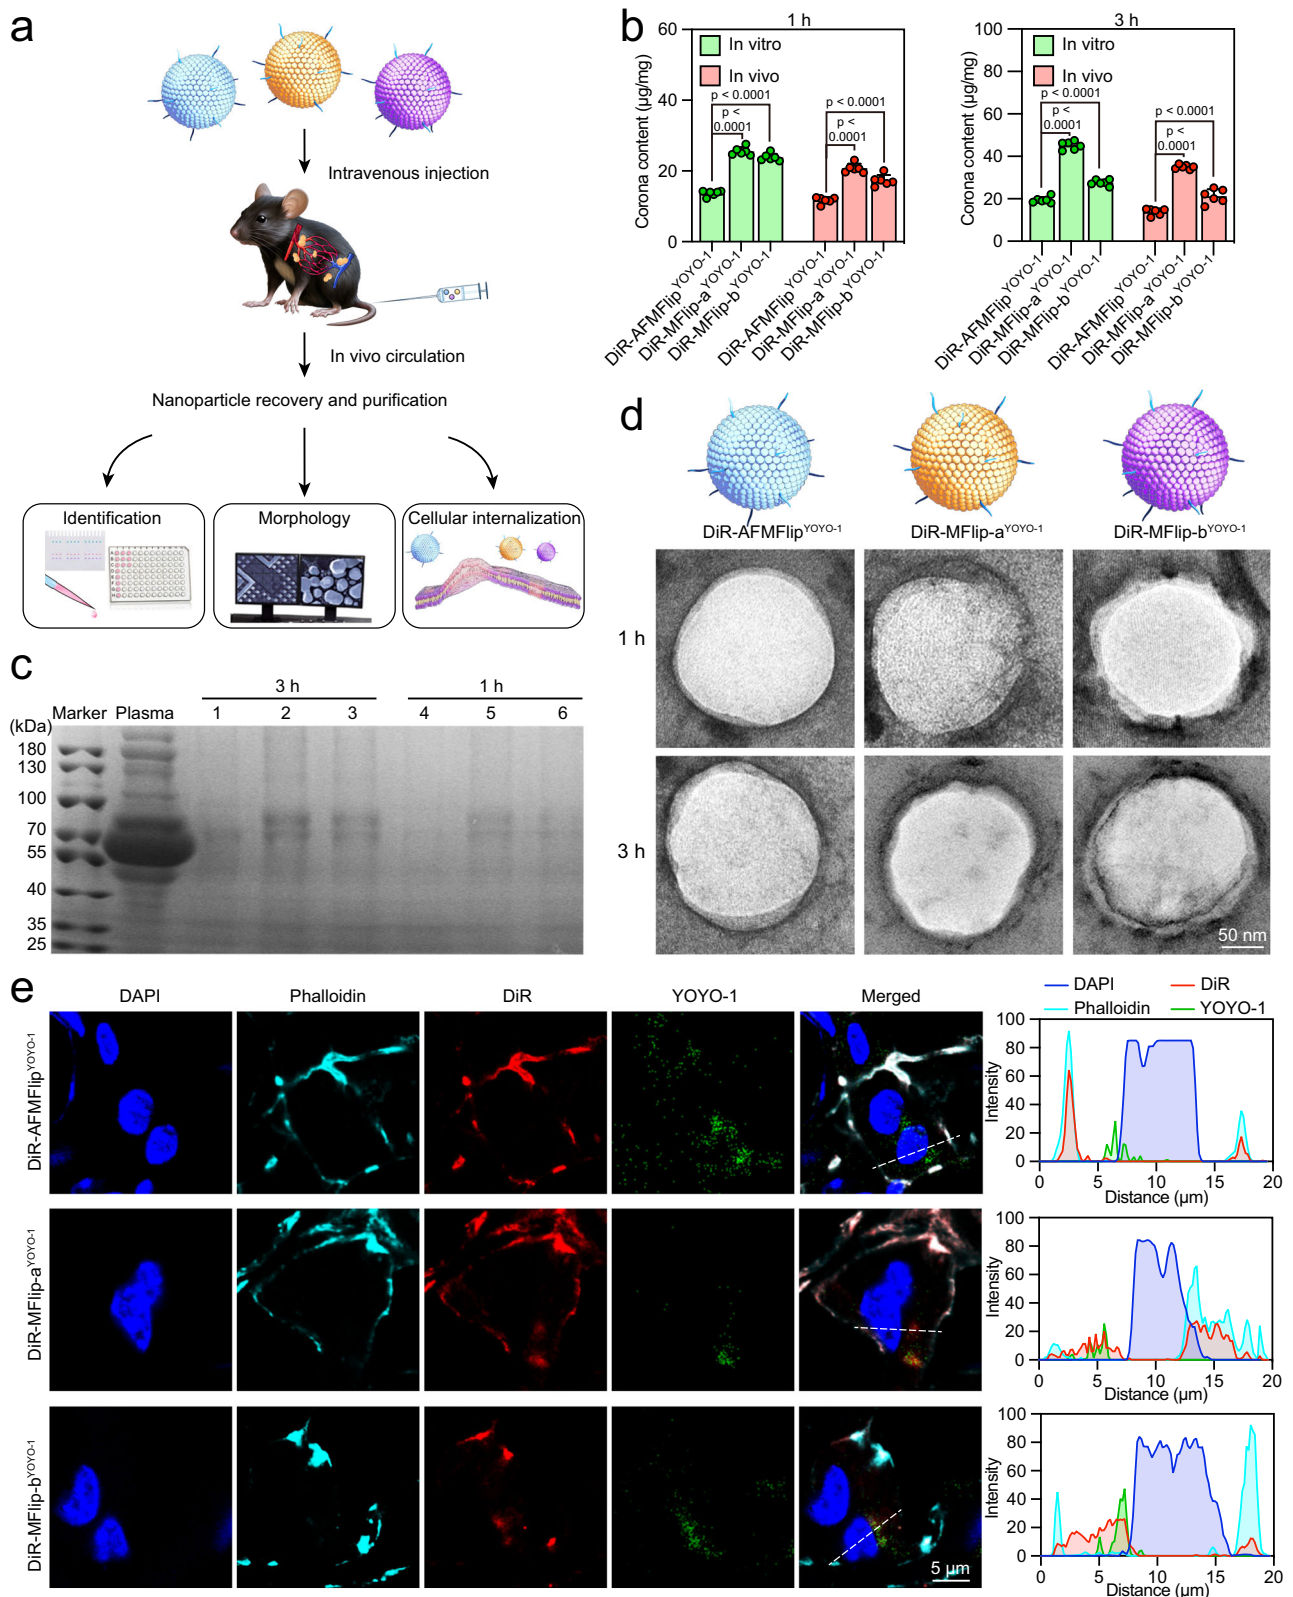 a
Intravenous injection
In vivo circulation
Nanoparticle recovery and purification
Identification
Morphology
Cellular internalization
b
1 h
Corona content (µg/mg)
60
40
20
0
In vitro
In vivo
p < 0.0001
p <
0.0001
p < 0.0001
p <
0.0001
DiR-AFMFlip^YOYO-1
DiR-MFlip-a^YOYO-1
DiR-MFlip-b^YOYO-1
DiR-AFMFlip^YOYO-1
DiR-MFlip-a^YOYO-1
DiR-MFlip-b^YOYO-1
3 h
Corona content (µg/mg)
100
80
60
40
20
0
In vitro
In vivo
p < 0.0001
p <
0.0001
p < 0.0001
p <
0.0001
DiR-AFMFlip^YOYO-1
DiR-MFlip-a^YOYO-1
DiR-MFlip-b^YOYO-1
DiR-AFMFlip^YOYO-1
DiR-MFlip-a^YOYO-1
DiR-MFlip-b^YOYO-1
c
3 h
1 h
Marker Plasma 1 2 3 4 5 6
(kDa)
180
130
100
70
55
40
35
25
d
DiR-AFMFlip^YOYO-1
DiR-MFlip-a^YOYO-1
DiR-MFlip-b^YOYO-1
1 h
3 h
50 nm
e
DAPI
Phalloidin
DiR
YOYO-1
Merged
DiR-AFMFlip^YOYO-1
DiR-MFlip-a^YOYO-1
DiR-MFlip-b^YOYO-1
5 µm
DAPI
DiR
Phalloidin
YOYO-1
Intensity
100
80
60
40
20
0
0 5 10 15 20
Distance (µm)
Intensity
100
80
60
40
20
0
0 5 10 15 20
Distance (µm)
Intensity
100
80
60
40
20
0
0 5 10 15 20
Distance (µm)